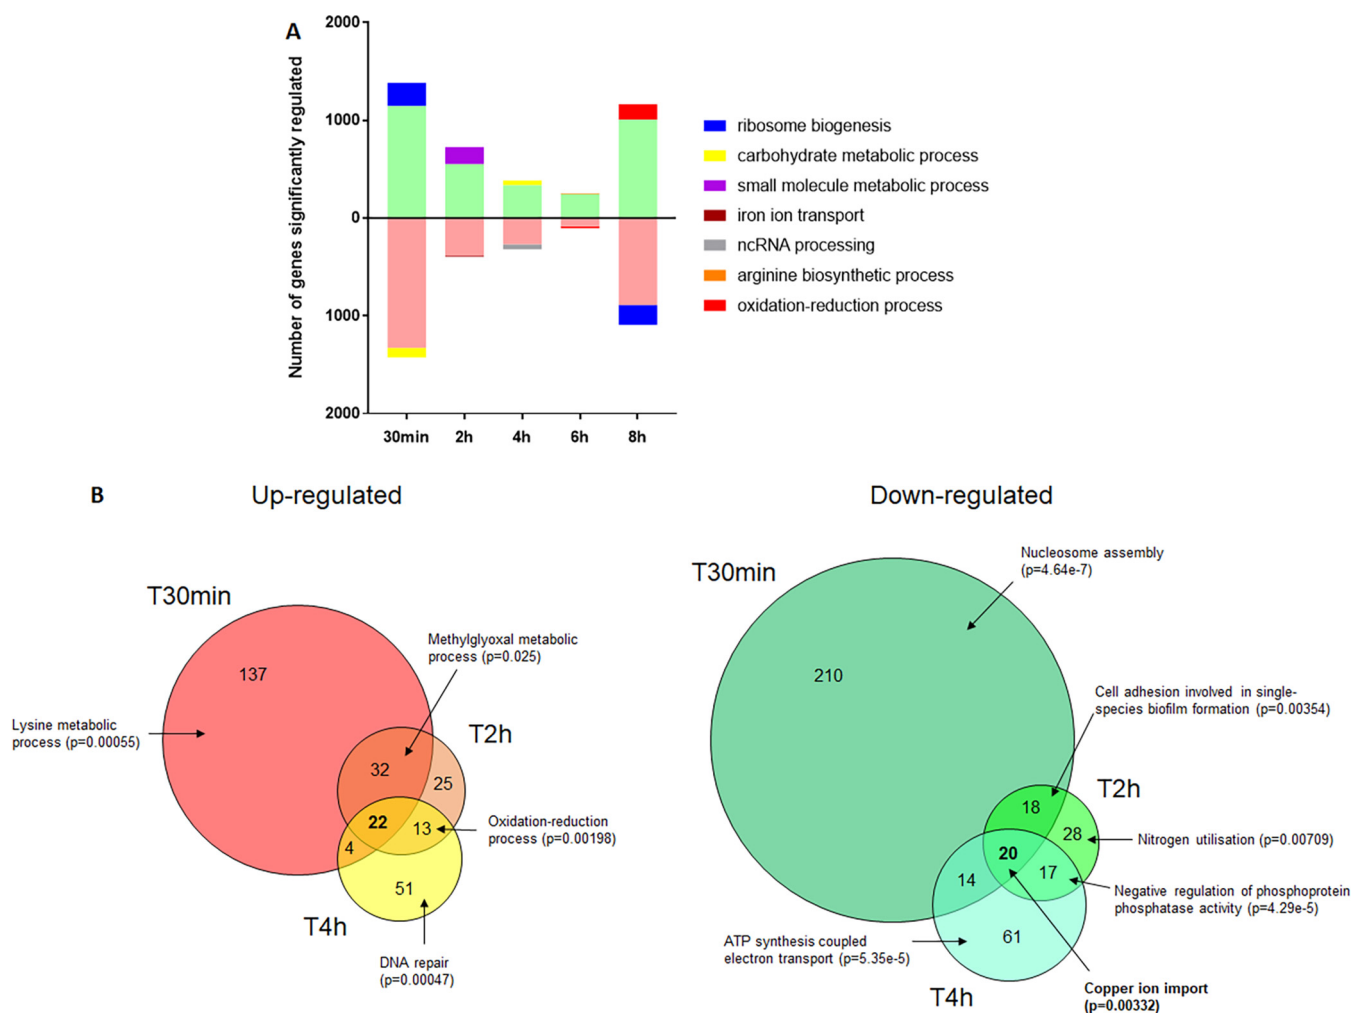 A
Number of genes significantly regulated
2000
1000
0
1000
2000
30min 2h 4h 6h 8h
ribosome biogenesis
carbohydrate metabolic process
small molecule metabolic process
iron ion transport
ncRNA processing
arginine biosynthetic process
oxidation-reduction process
B
Up-regulated
T30min
137
Methylglyoxal metabolic
process (p=0.025)
Lysine metabolic
process (p=0.00055)
T2h
32
25
22
13
Oxidation-reduction
process (p=0.00198)
4
51
T4h
DNA repair
(p=0.00047)
Down-regulated
Nucleosome assembly
(p=4.64e-7)
T30min
210
Cell adhesion involved in single-
species biofilm formation (p=0.00354)
T2h
18
28
Nitrogen utilisation (p=0.00709)
20
17
14
Negative regulation of phosphoprotein
phosphatase activity (p=4.29e-5)
61
ATP synthesis coupled
electron transport (p=5.35e-5)
T4h
Copper ion import
(p=0.00332)